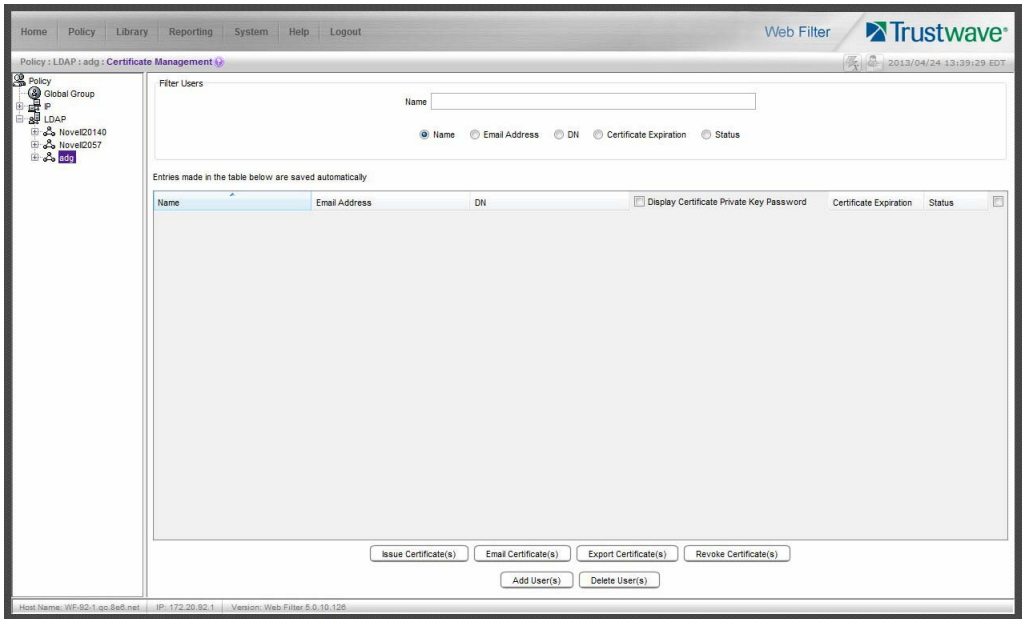 Home Policy Library Reporting System Help Logout Web Filter Trustwave®
Policy : LDAP : adg : Certificate Management 2013/04/24 13:39:29 EDT
Policy
Global Group
IP
LDAP
Novell20140
Novell2057
adg
Filter Users
Name
Name Email Address DN Certificate Expiration Status
Entries made in the table below are saved automatically
Name Email Address DN Display Certificate Private Key Password Certificate Expiration Status
Issue Certificate(s) Email Certificate(s) Export Certificate(s) Revoke Certificate(s)
Add User(s) Delete User(s)
Host Name: WF-92-1.qc.8e6.net IP: 172.20.92.1 Version: Web Filter 5.0.10.126